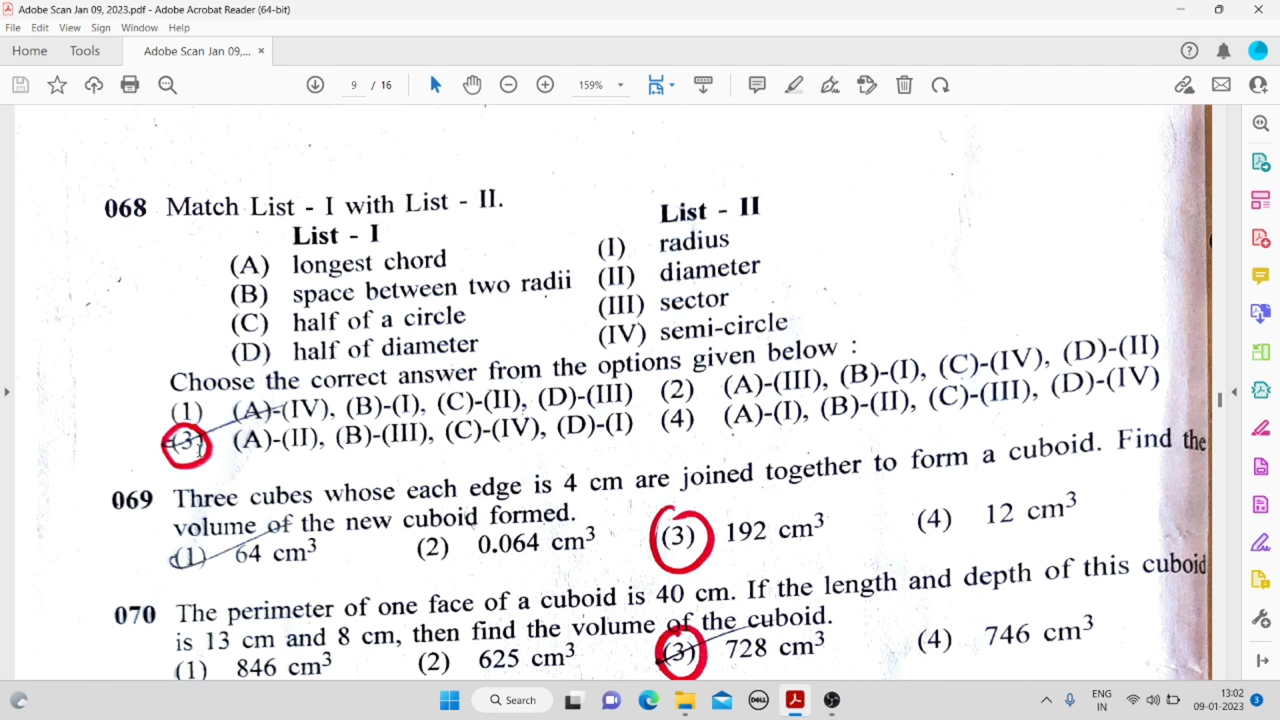 Adobe Scan Jan 09, 2023.pdf - Adobe Acrobat Reader (64-bit)
File Edit View Sign Window Help
Home Tools Adobe Scan Jan 09,... ×
9 / 16 159%
068 Match List - I with List - II.
List - I List - II
(A) longest chord (I) radius
(B) space between two radii (II) diameter
(C) half of a circle (III) sector
(D) half of diameter (IV) semi-circle
Choose the correct answer from the options given below :
(1) (A)-(IV), (B)-(I), (C)-(II), (D)-(III) (2) (A)-(III), (B)-(I), (C)-(IV), (D)-(II)
(3) (A)-(II), (B)-(III), (C)-(IV), (D)-(I) (4) (A)-(I), (B)-(II), (C)-(III), (D)-(IV)
069 Three cubes whose each edge is 4 cm are joined together to form a cuboid. Find the
volume of the new cuboid formed.
(1) 64 cm³ (2) 0.064 cm³ (3) 192 cm³ (4) 12 cm³
070 The perimeter of one face of a cuboid is 40 cm. If the length and depth of this cuboid
is 13 cm and 8 cm, then find the volume of the cuboid.
(1) 846 cm³ (2) 625 cm³ (3) 728 cm³ (4) 746 cm³
Search
DELL
ENG
IN
13:02
09-01-2023
3